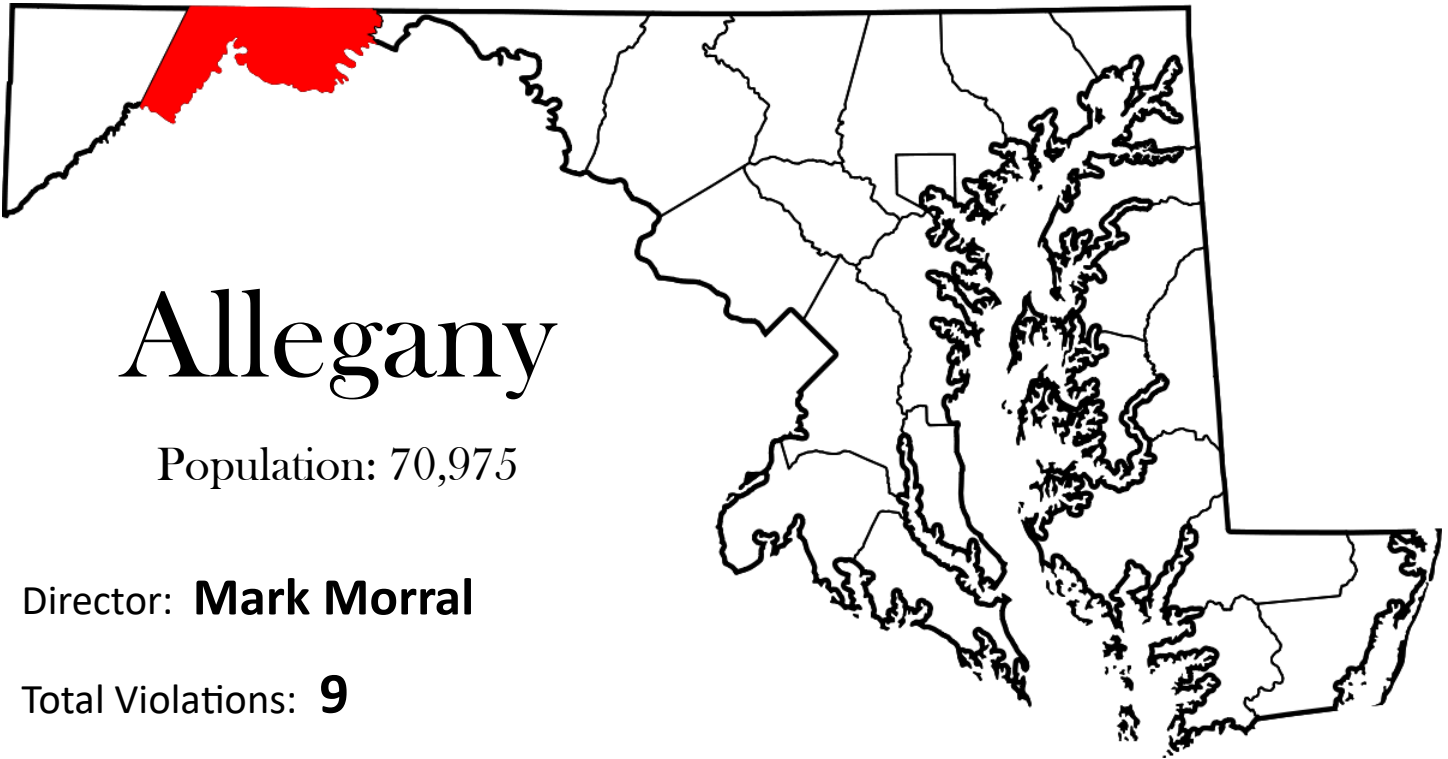 Allegany
Population: 70,975
Director: Mark Morral
Total Violations: 9